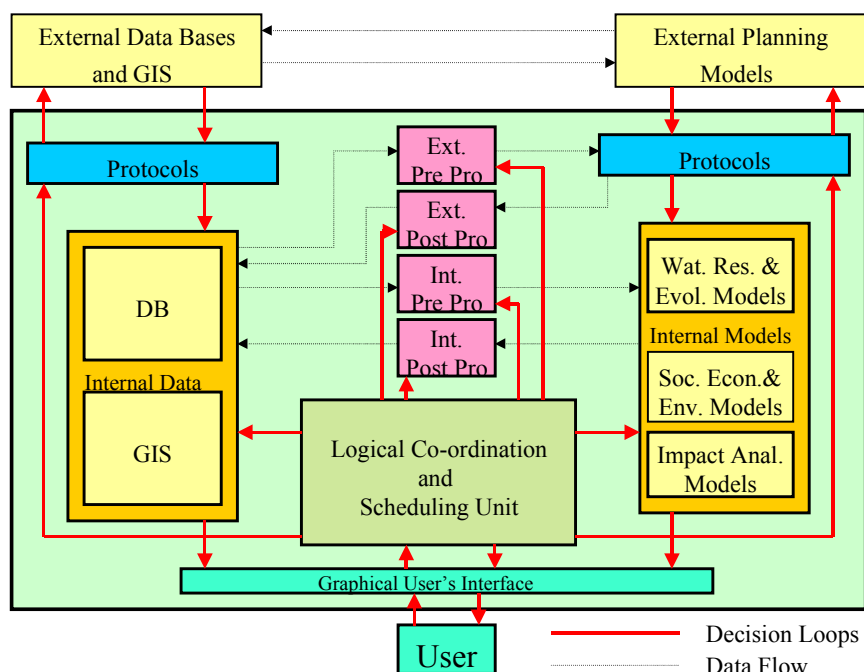 External Data Bases
and GIS
External Planning
Models
Protocols
Ext.
Pre Pro
Protocols
Ext.
Post Pro
DB
Int.
Pre Pro
Wat. Res. &
Evol. Models
Internal Data
Int.
Post Pro
Internal Models
GIS
Soc. Econ.&
Env. Models
Logical Co-ordination
and
Scheduling Unit
Impact Anal.
Models
Graphical User's Interface
User
Decision Loops
Data Flow